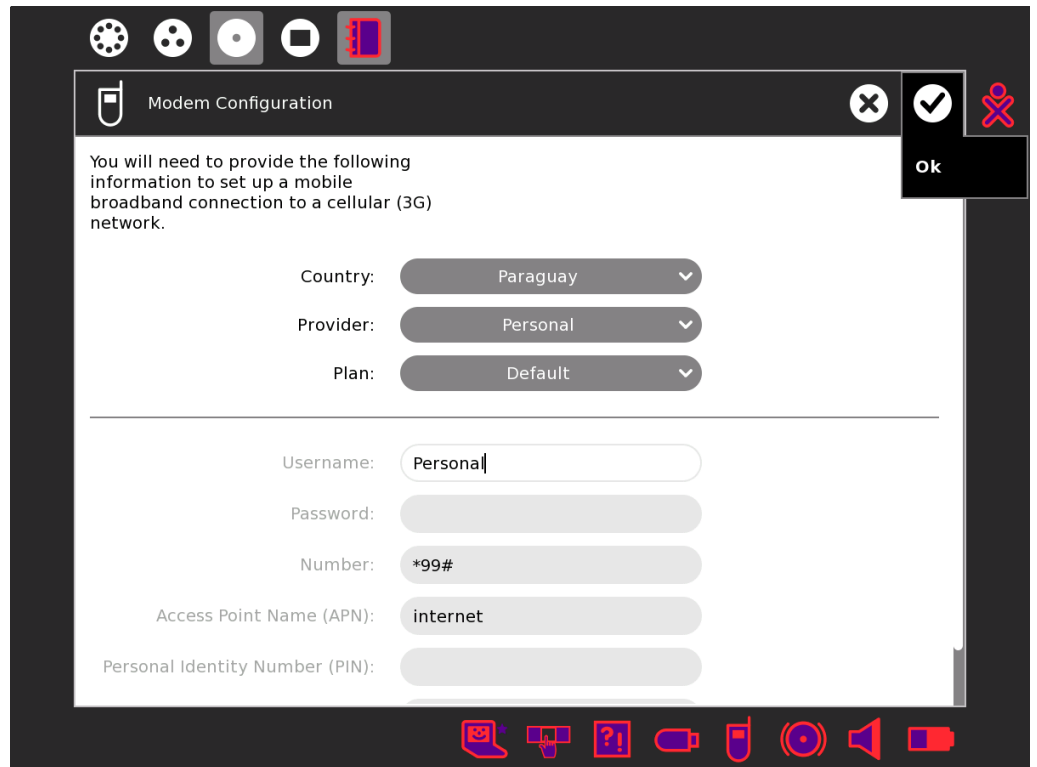 Modem Configuration
Ok
You will need to provide the following
information to set up a mobile
broadband connection to a cellular (3G)
network.
Country: Paraguay
Provider: Personal
Plan: Default
Username: Personal
Password:
Number: *99#
Access Point Name (APN): internet
Personal Identity Number (PIN):
?!